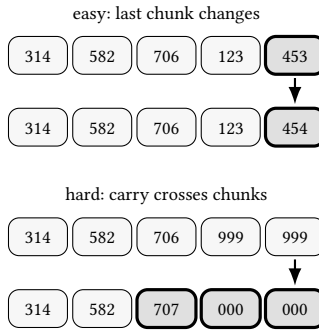 easy: last chunk changes
314 582 706 123 453
314 582 706 123 454
hard: carry crosses chunks
314 582 706 999 999
314 582 707 000 000